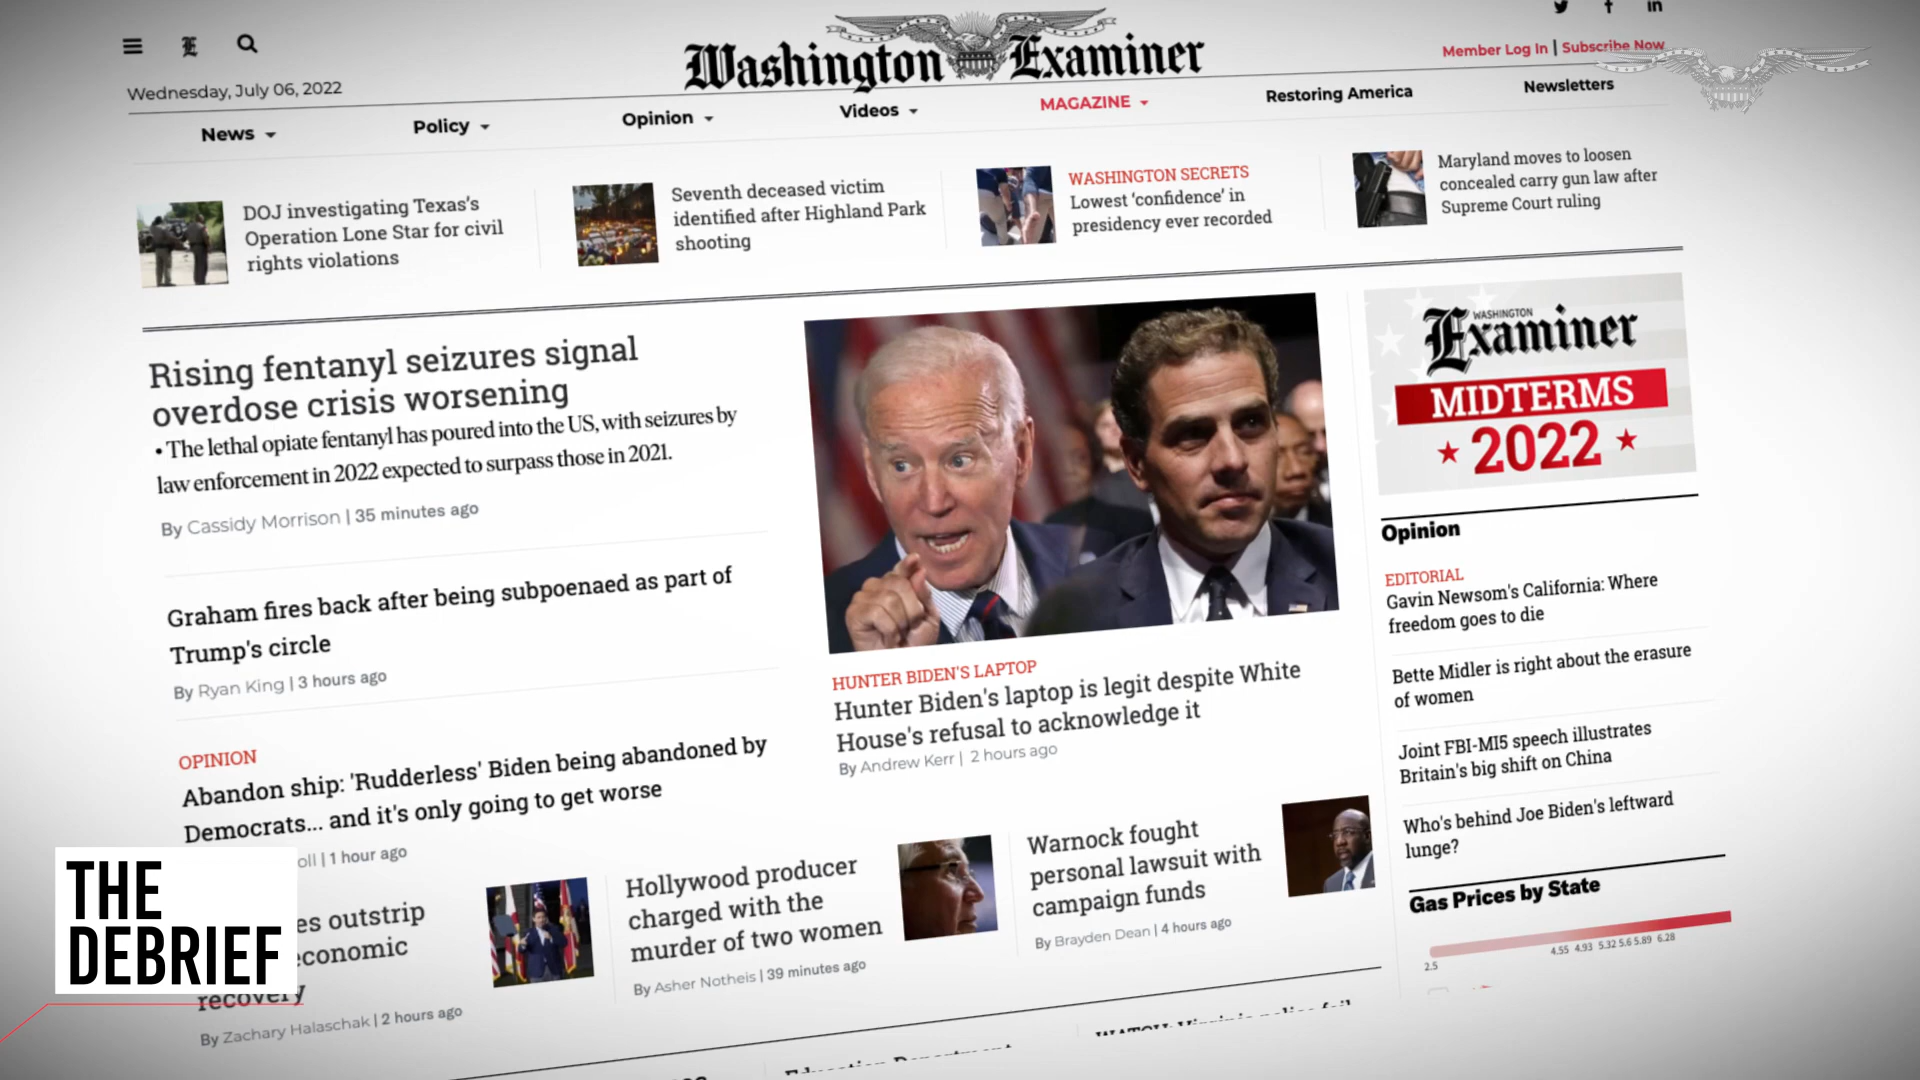 Washington Examiner
Member Log In | Subscribe Now
Wednesday, July 06, 2022
News
Policy
Opinion
Videos
MAGAZINE
Restoring America
Newsletters
DOJ investigating Texas's
Operation Lone Star for civil
rights violations
Seventh deceased victim
identified after Highland Park
shooting
WASHINGTON SECRETS
Lowest 'confidence' in
presidency ever recorded
Maryland moves to loosen
concealed carry gun law after
Supreme Court ruling
Rising fentanyl seizures signal
overdose crisis worsening
• The lethal opiate fentanyl has poured into the US, with seizures by
law enforcement in 2022 expected to surpass those in 2021.
By Cassidy Morrison | 35 minutes ago
Graham fires back after being subpoenaed as part of
Trump's circle
By Ryan King | 3 hours ago
OPINION
Abandon ship: 'Rudderless' Biden being abandoned by
Democrats... and it's only going to get worse
oll | 1 hour ago
HUNTER BIDEN'S LAPTOP
Hunter Biden's laptop is legit despite White
House's refusal to acknowledge it
By Andrew Kerr | 2 hours ago
WASHINGTON
Examiner
MIDTERMS
2022
Opinion
EDITORIAL
Gavin Newsom's California: Where
freedom goes to die
Bette Midler is right about the erasure
of women
Joint FBI-MI5 speech illustrates
Britain's big shift on China
Who's behind Joe Biden's leftward
lunge?
Gas Prices by State
2.5 4.55 4.93 5.32 5.6 5.89 6.28
es outstrip
economic
recovery
By Zachary Halaschak | 2 hours ago
Hollywood producer
charged with the
murder of two women
By Asher Notheis | 39 minutes ago
Warnock fought
personal lawsuit with
campaign funds
By Brayden Dean | 4 hours ago
THE
DEBRIEF